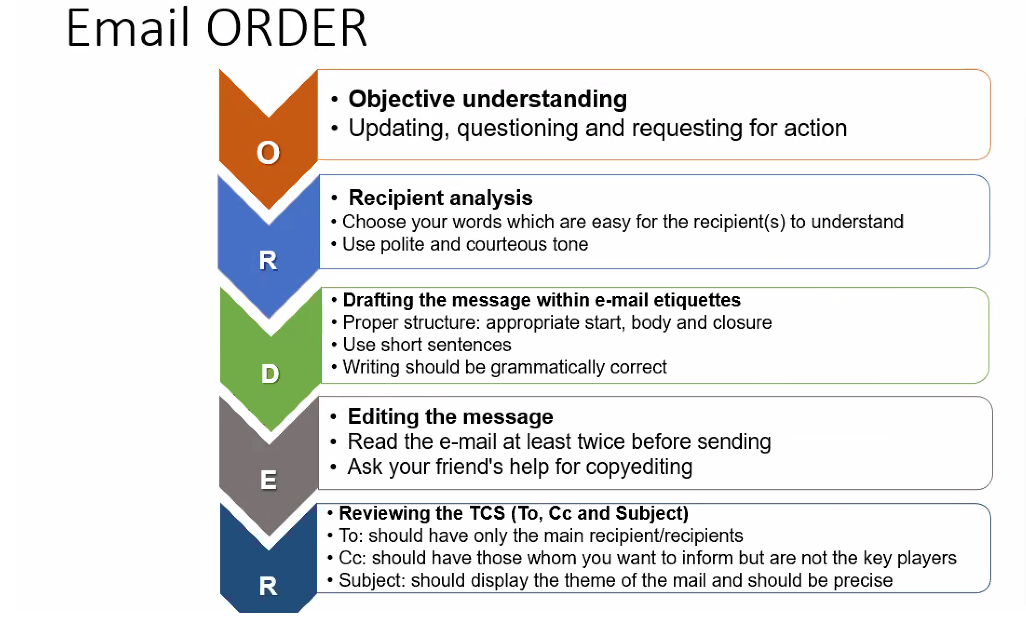 Email ORDER
O
• Objective understanding
• Updating, questioning and requesting for action
R
• Recipient analysis
• Choose your words which are easy for the recipient(s) to understand
• Use polite and courteous tone
D
• Drafting the message within e-mail etiquettes
• Proper structure: appropriate start, body and closure
• Use short sentences
• Writing should be grammatically correct
E
• Editing the message
• Read the e-mail at least twice before sending
• Ask your friend's help for copyediting
R
• Reviewing the TCS (To, Cc and Subject)
• To: should have only the main recipient/recipients
• Cc: should have those whom you want to inform but are not the key players
• Subject: should display the theme of the mail and should be precise